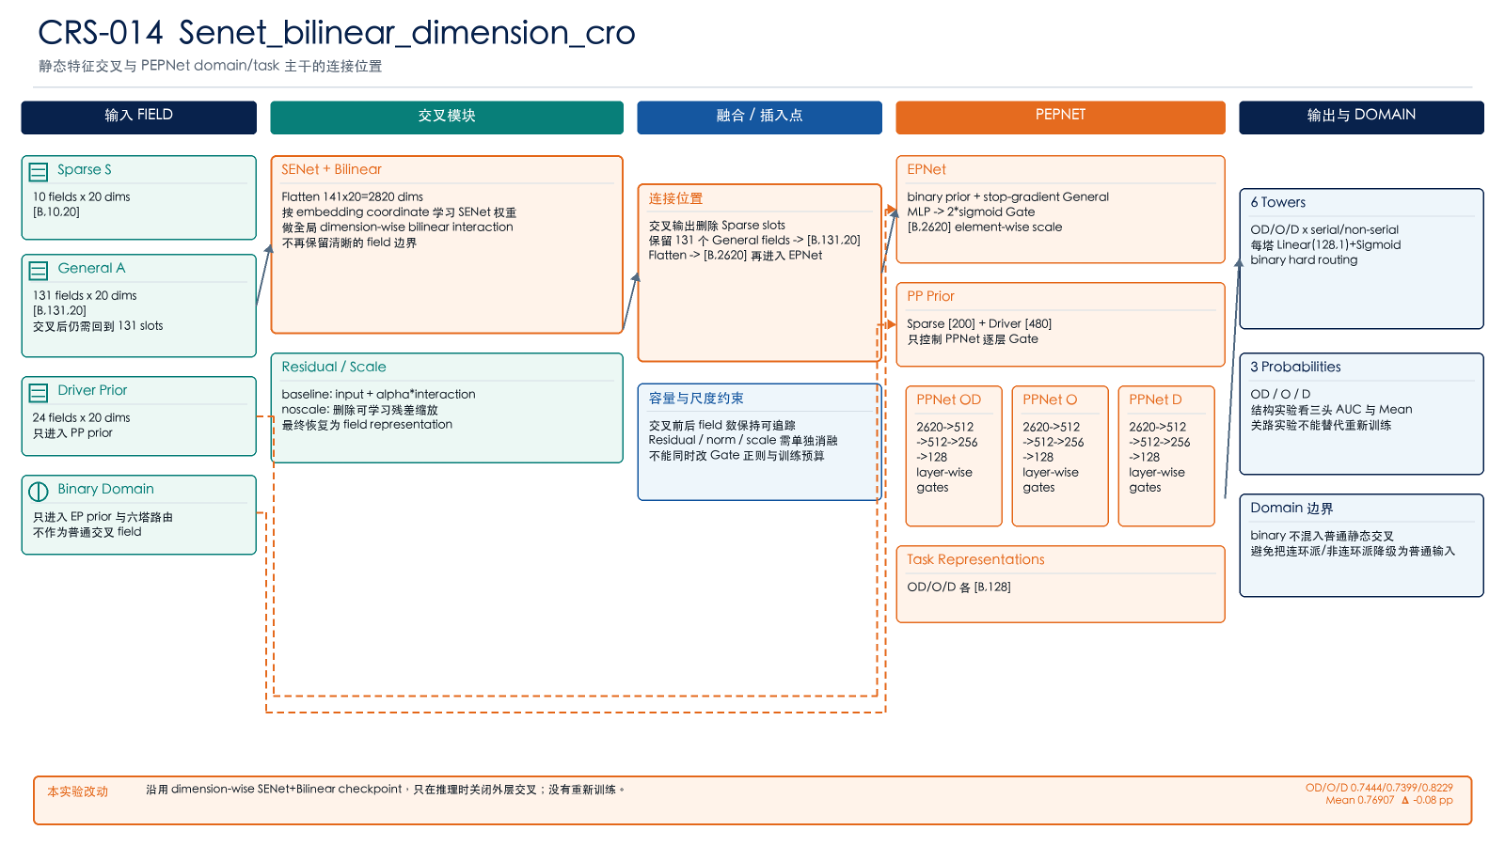 CRS-014 Senet_bilinear_dimension_cro
静态特征交叉与 PEPNet domain/task 主干的连接位置
输入 FIELD
交叉模块
融合 / 插入点
PEPNET
输出与 DOMAIN
Sparse S
10 fields x 20 dims
[B,10,20]
General A
131 fields x 20 dims
[B,131,20]
交叉后仍需回到 131 slots
Driver Prior
24 fields x 20 dims
只进入 PP prior
Binary Domain
只进入 EP prior 与六塔路由
不作为普通交叉 field
SENet + Bilinear
Flatten 141x20=2820 dims
按 embedding coordinate 学习 SENet 权重
做全局 dimension-wise bilinear interaction
不再保留清晰的 field 边界
Residual / Scale
baseline: input + alpha*interaction
noscale: 删除可学习残差缩放
最终恢复为 field representation
连接位置
交叉输出删除 Sparse slots
保留 131 个 General fields -> [B,131,20]
Flatten -> [B,2620] 再进入 EPNet
容量与尺度约束
交叉前后 field 数保持可追踪
Residual / norm / scale 需单独消融
不能同时改 Gate 正则与训练预算
EPNet
binary prior + stop-gradient General
MLP -> 2*sigmoid Gate
[B,2620] element-wise scale
PP Prior
Sparse [200] + Driver [480]
只控制 PPNet 逐层 Gate
PPNet OD
2620->512
->512->256
->128
layer-wise
gates
PPNet O
2620->512
->512->256
->128
layer-wise
gates
PPNet D
2620->512
->512->256
->128
layer-wise
gates
Task Representations
OD/O/D 各 [B,128]
6 Towers
OD/O/D x serial/non-serial
每塔 Linear(128,1)+Sigmoid
binary hard routing
3 Probabilities
OD / O / D
结构实验看三头 AUC 与 Mean
关路实验不能替代重新训练
Domain 边界
binary 不混入普通静态交叉
避免把连环派/非连环派降级为普通输入
本实验改动
沿用 dimension-wise SENet+Bilinear checkpoint，只在推理时关闭外层交叉；没有重新训练。
OD/O/D 0.7444/0.7399/0.8229
Mean 0.76907 Δ -0.08 pp